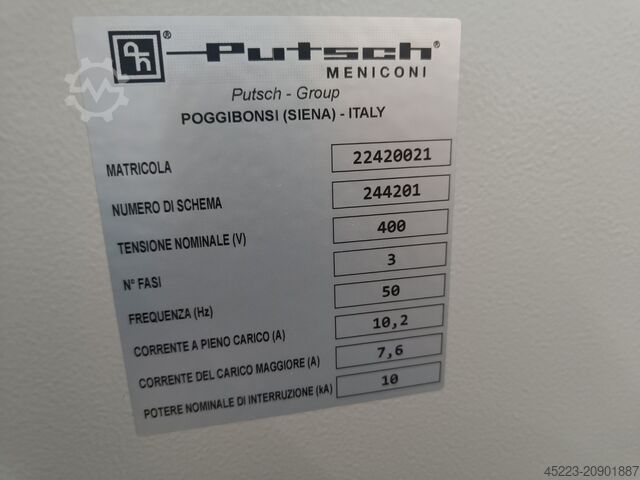 Putsch®
MENICONI
Putsch - Group
POGGIBONSI (SIENA) - ITALY
MATRICOLA 22420021
NUMERO DI SCHEMA 244201
TENSIONE NOMINALE (V) 400
N° FASI 3
FREQUENZA (Hz) 50
CORRENTE A PIENO CARICO (A) 10,2
CORRENTE DEL CARICO MAGGIORE (A) 7,6
POTERE NOMINALE DI INTERRUZIONE (kA) 10
45223-20901887